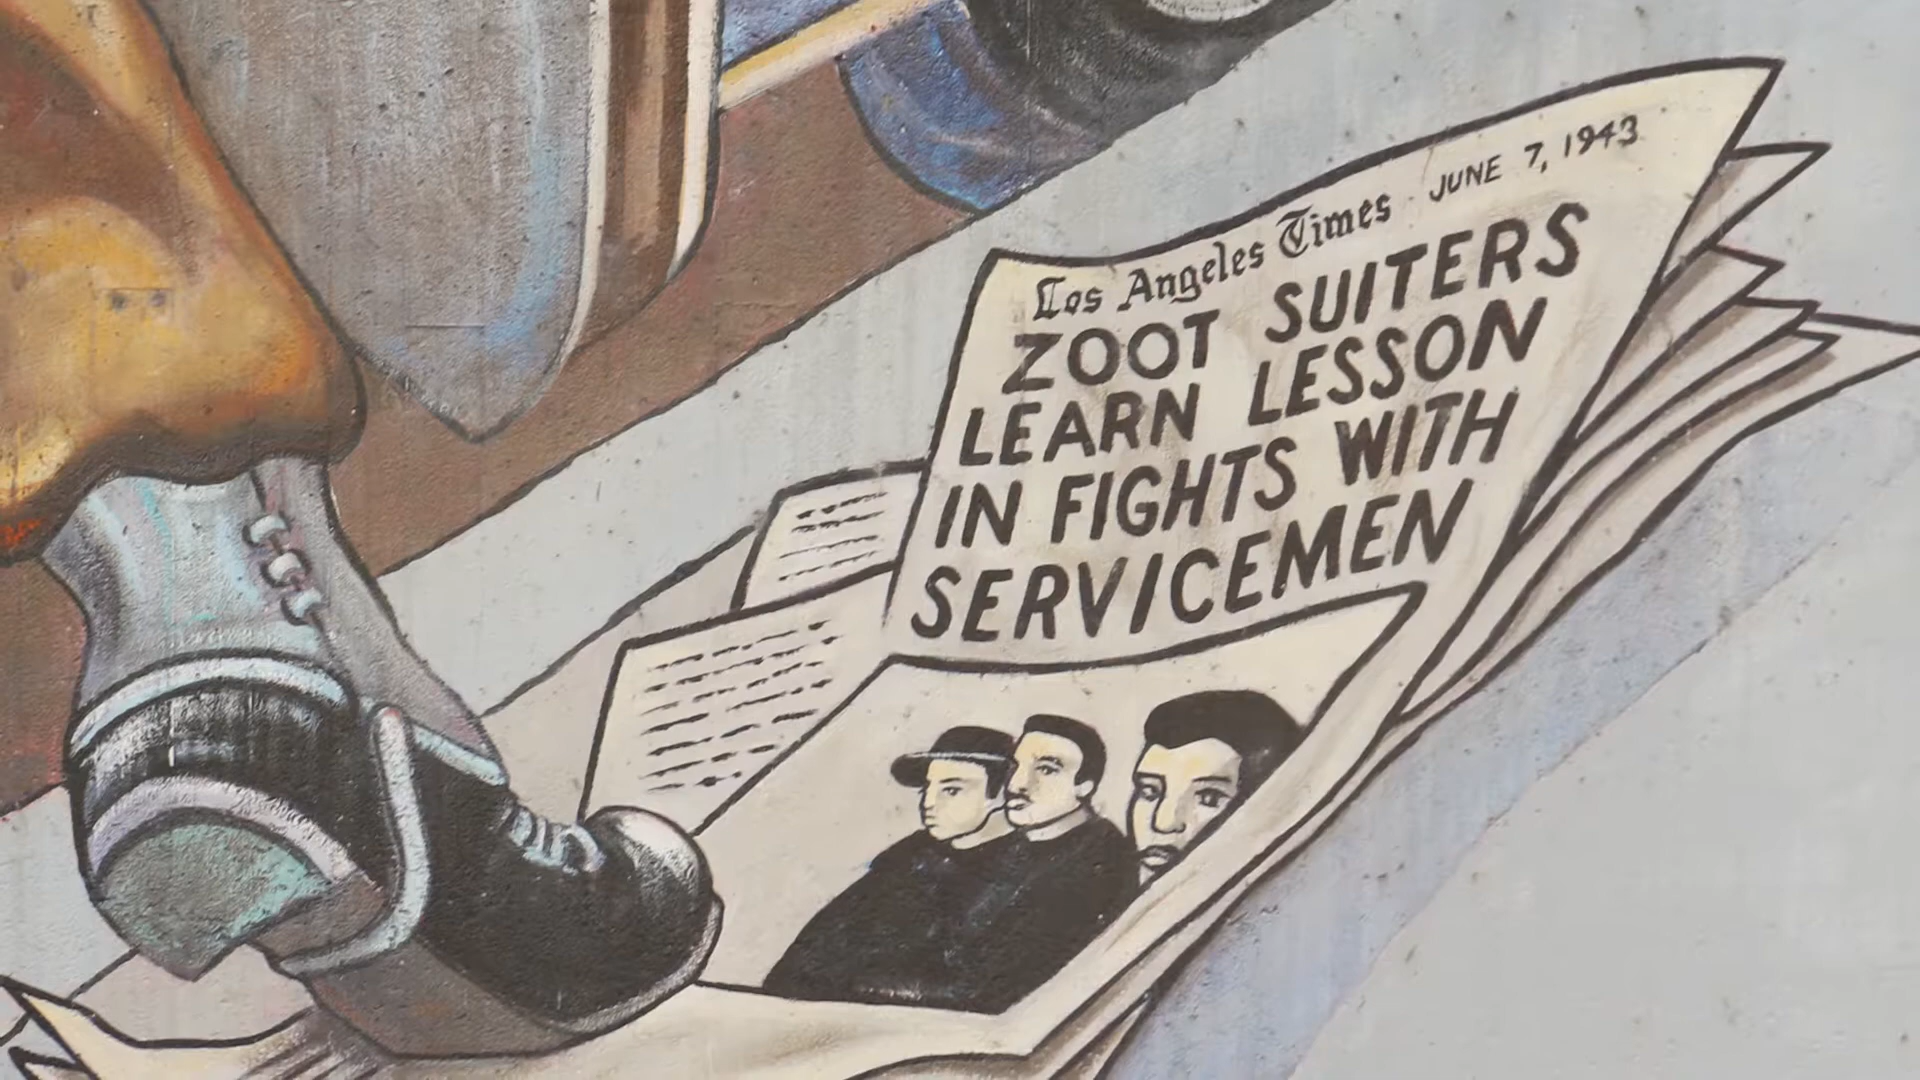 Los Angeles Times JUNE 7, 1943
ZOOT SUITERS
LEARN LESSON
IN FIGHTS WITH
SERVICEMEN